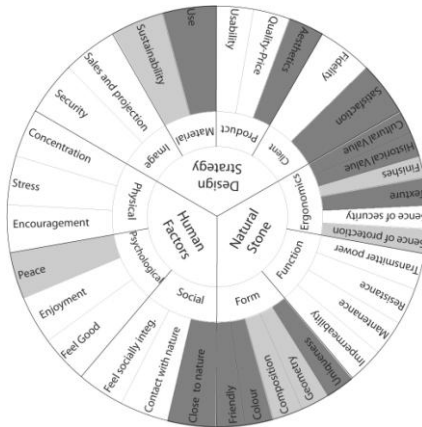 Design
Strategy
Natural
Stone
Human
Factors
Image
Material
Product
Client
Ergonomics
Function
Form
Social
Psychological
Physical
Security
Sales and projection
Sustainability
Use
Usability
Quality-Price
Aesthetics
Fidelity
Satisfaction
Cultural Value
Historical Value
Finishes
Texture
Sence of security
Sence of protection
Transmitter power
Resistance
Maintenance
Impermeability
Uniqueness
Geometry
Composition
Colour
Friendly
Close to nature
Contact with nature
Feel socially integ.
Feel Good
Enjoyment
Peace
Encouragement
Stress
Concentration